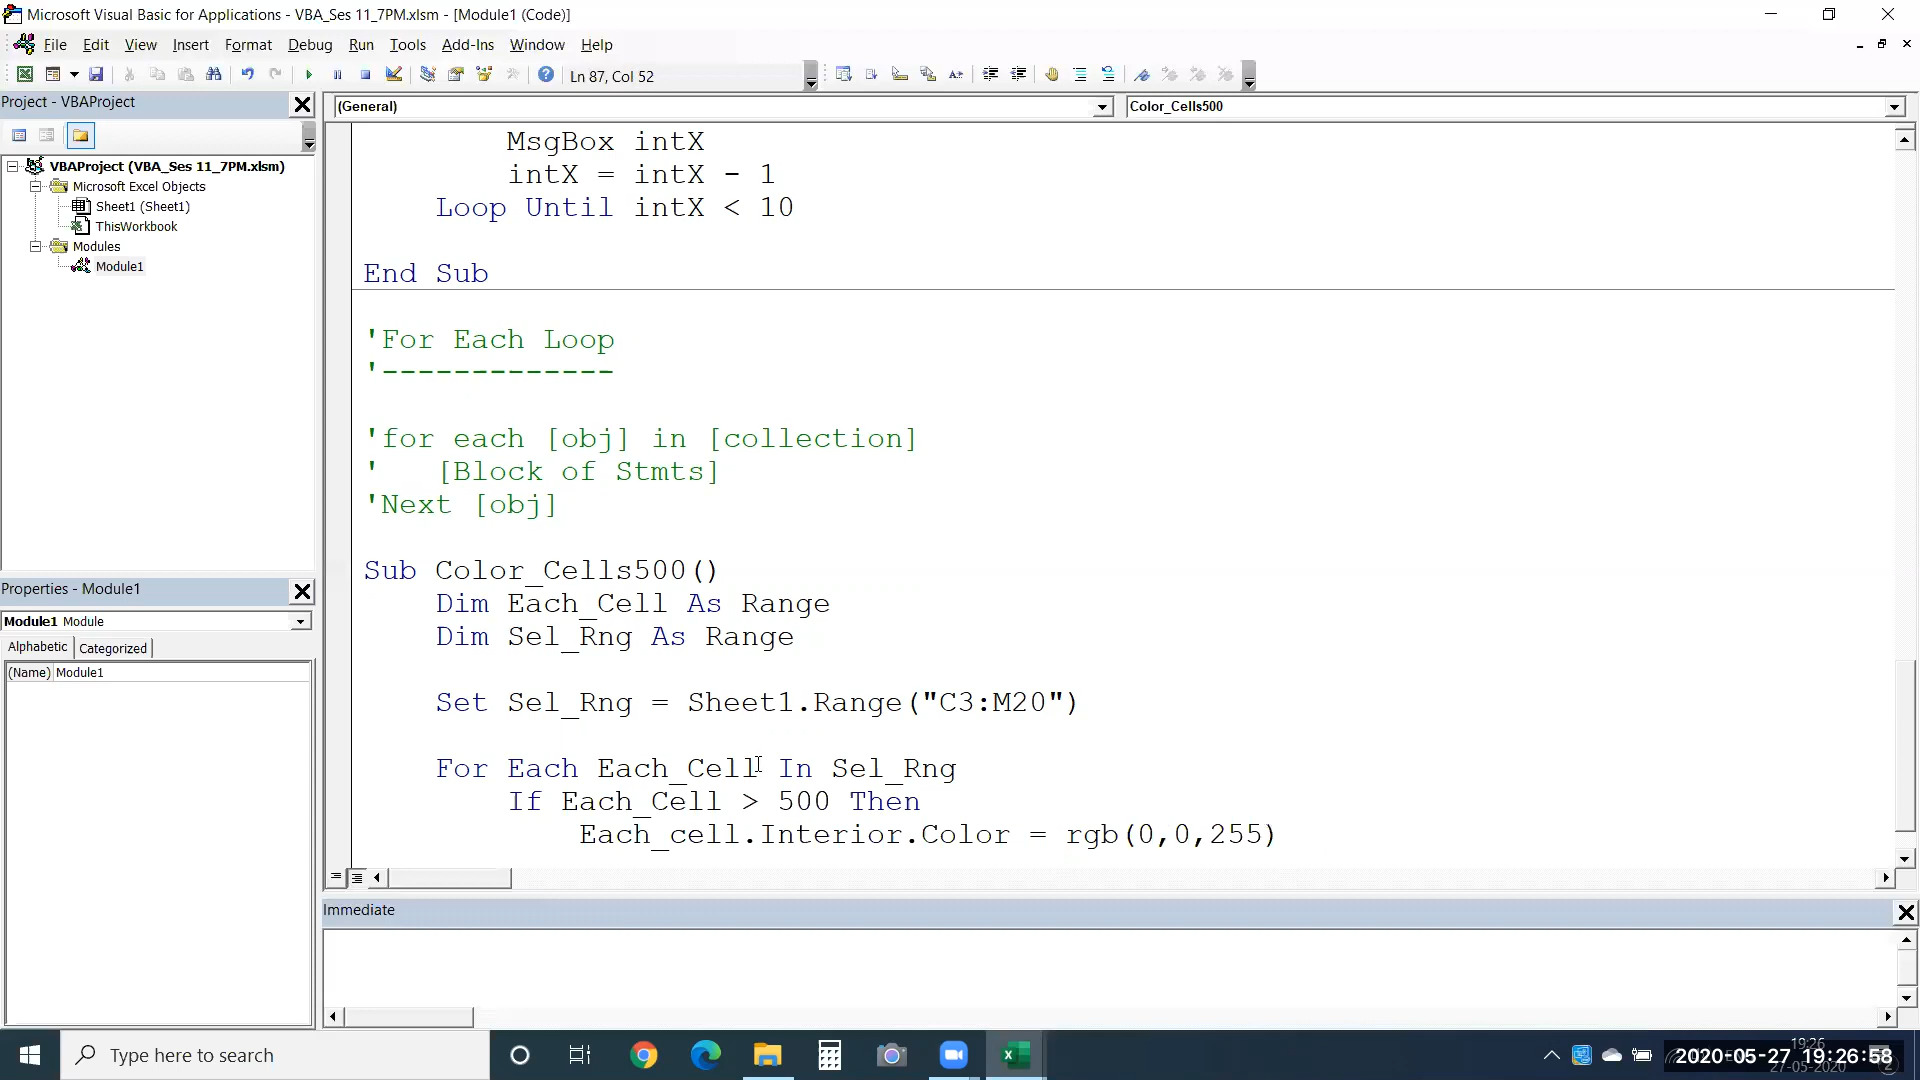 Microsoft Visual Basic for Applications - VBA_Ses 11_7PM.xlsm - [Module1 (Code)]
File Edit View Insert Format Debug Run Tools Add-Ins Window Help
Ln 87, Col 52
Project - VBAProject
VBAProject (VBA_Ses 11_7PM.xlsm)
Microsoft Excel Objects
Sheet1 (Sheet1)
ThisWorkbook
Modules
Module1
Properties - Module1
Module1 Module
Alphabetic Categorized
(Name) Module1
(General) Color_Cells500
MsgBox intX
intX = intX - 1
Loop Until intX < 10
End Sub
'For Each Loop
'-------------
'for each [obj] in [collection]
' [Block of Stmts]
'Next [obj]
Sub Color_Cells500()
Dim Each_Cell As Range
Dim Sel_Rng As Range
Set Sel_Rng = Sheet1.Range("C3:M20")
For Each Each_Cell In Sel_Rng
If Each_Cell > 500 Then
Each_cell.Interior.Color = rgb(0,0,255)
Immediate
Type here to search
19:26
2020-05-27 19:26:58
27-05-2020
2